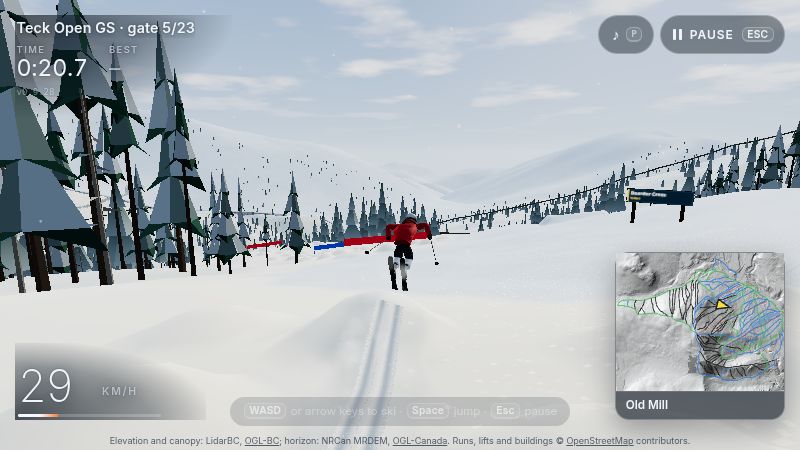 Teck Open GS · gate 5/23
TIME BEST
0:20.7 –
♪ P
PAUSE ESC
29 KM/H
WASD or arrow keys to ski · Space jump · Esc pause
Old Mill
Elevation and canopy: LidarBC, OGL-BC; horizon: NRCan MRDEM, OGL-Canada. Runs, lifts and buildings © OpenStreetMap contributors.